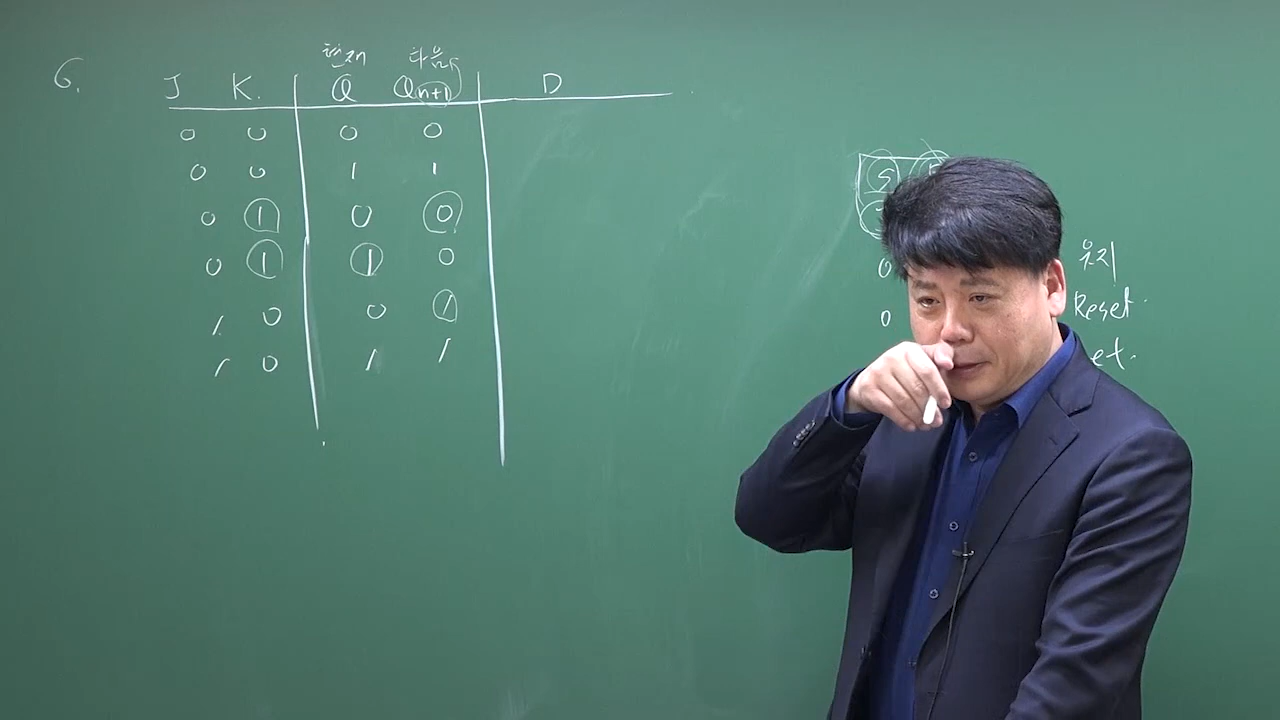 6.
현재 다음
J K. Q Qn+1 D
0 0 0 0
0 0 1 1
0 1 0 0
0 1 1 0
1 0 0 1
1 0 1 1
S
0 유지
0 Reset
et.